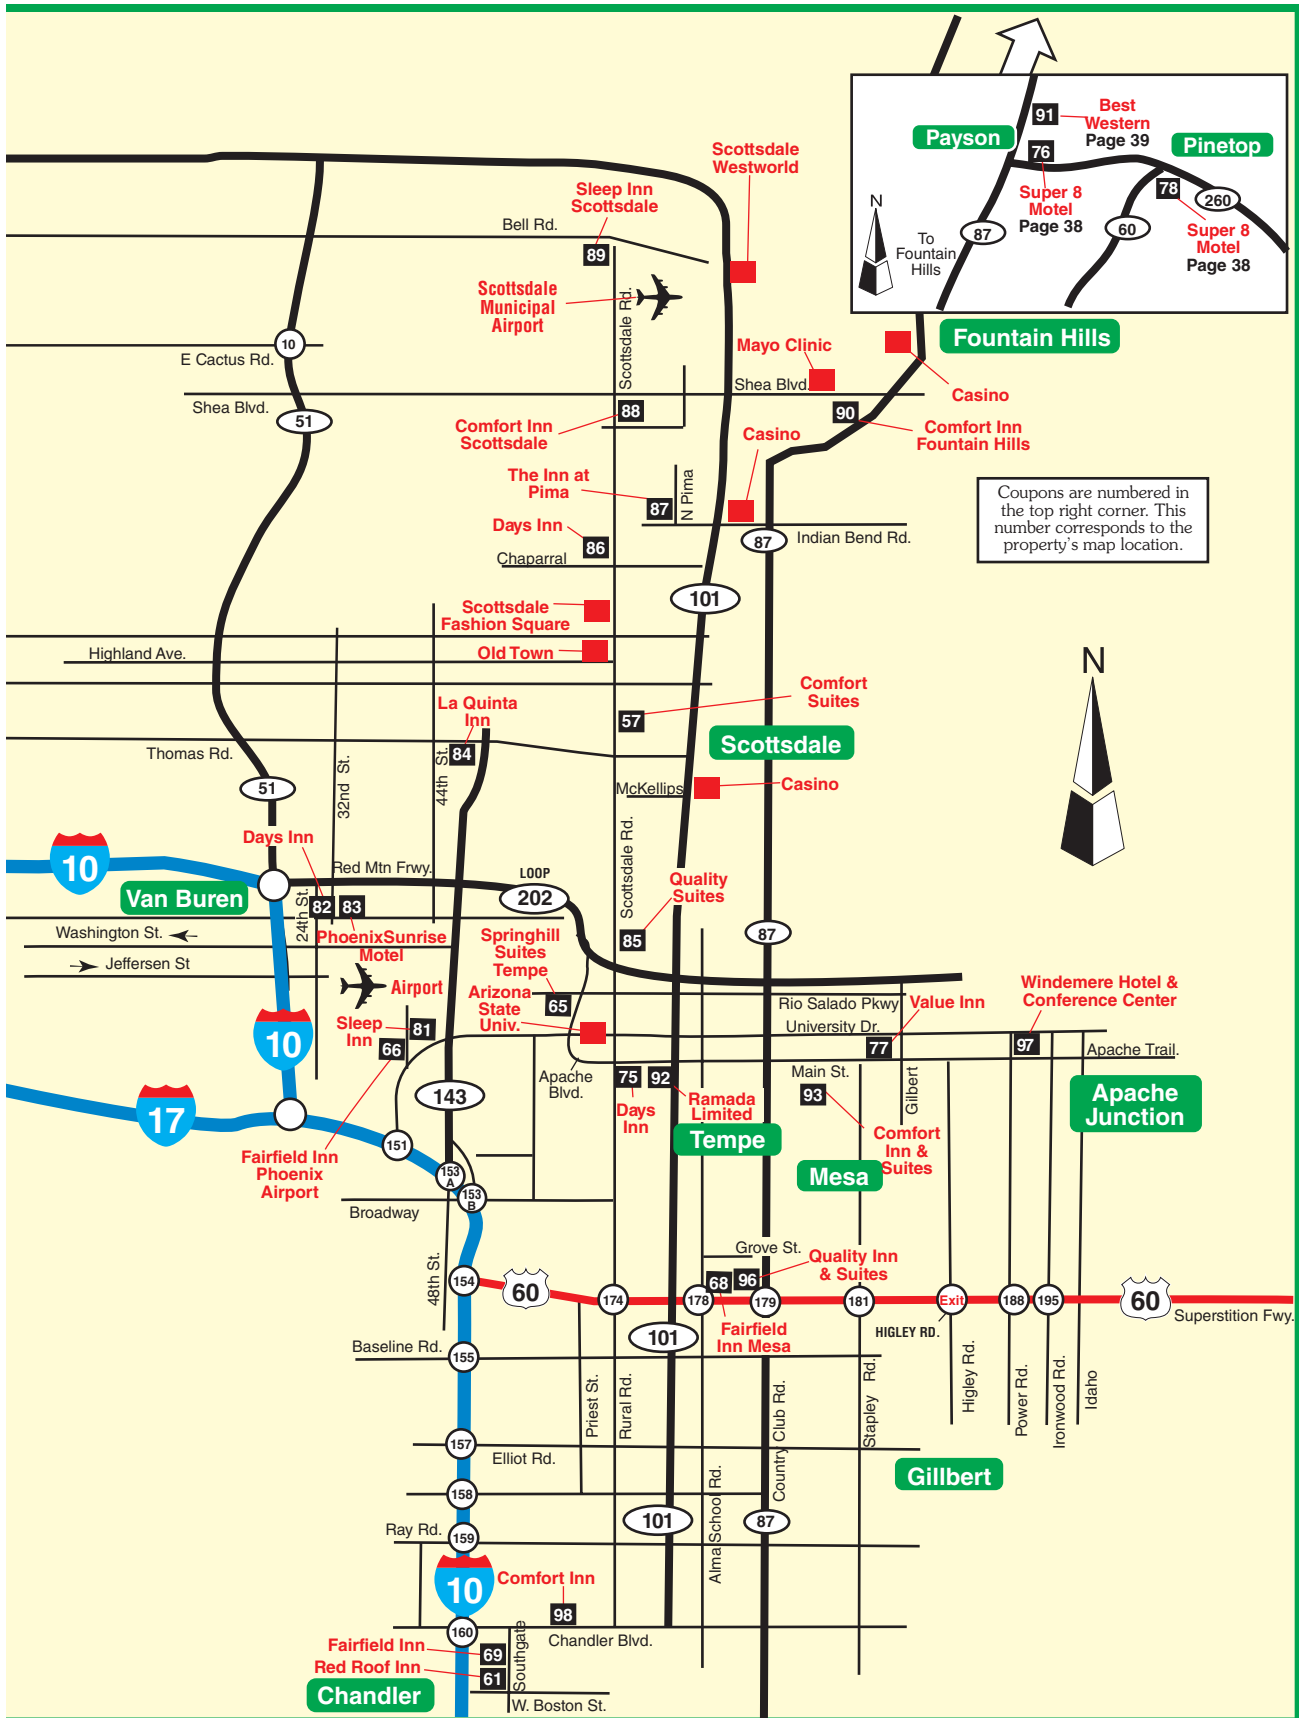 91
Best
Western
Page 39
Payson
76
Pinetop
Super 8
Motel
Page 38
78
260
Super 8
Motel
Page 38
N
87
60
To
Fountain
Hills
Scottsdale
Westworld
Sleep Inn
Scottsdale
Bell Rd.
89
Scottsdale
Municipal
Airport
Scottsdale Rd.
Fountain Hills
10
E Cactus Rd.
Mayo Clinic
Casino
Shea Blvd.
Shea Blvd.
51
88
Comfort Inn
Scottsdale
90
Comfort Inn
Fountain Hills
Casino
The Inn at
Pima
87
N Pima
Days Inn
86
Chaparral
87
Indian Bend Rd.
Coupons are numbered in
the top right corner. This
number corresponds to the
property's map location.
101
Scottsdale
Fashion Square
Highland Ave.
Old Town
N
Comfort
Suites
La Quinta
Inn
57
Scottsdale
Thomas Rd.
84
32nd St.
44th St.
51
McKellips
Casino
Days Inn
10
Red Mtn Frwy.
LOOP
202
Scottsdale Rd.
Quality
Suites
Van Buren
24th St.
82
83
Washington St.
PhoenixSunrise
Motel
Springhill
Suites
Tempe
85
87
Jeffersen St
Airport
Arizona
State
Univ.
65
Rio Salado Pkwy
Value Inn
Windemere Hotel &
Conference Center
University Dr.
10
Sleep
Inn
81
66
77
97
Apache Trail.
Apache
Blvd.
75
92
Main St.
93
Gilbert
Apache
Junction
17
143
Days
Inn
Ramada
Limited
Tempe
Comfort
Inn &
Suites
Mesa
151
Fairfield Inn
Phoenix
Airport
153
A
153
B
Broadway
48th St.
Grove St.
Quality Inn
& Suites
154
60
68
96
174
178
179
181
Exit
188
195
60
Superstition Fwy.
HIGLEY RD.
101
Fairfield
Inn Mesa
Baseline Rd.
155
Priest St.
Rural Rd.
Country Club Rd.
Stapley Rd.
Higley Rd.
Power Rd.
Ironwood Rd.
Idaho
157
Elliot Rd.
Gillbert
158
Alma School Rd.
101
87
Ray Rd.
159
10
Comfort Inn
98
160
Chandler Blvd.
Fairfield Inn
69
Southgate
Red Roof Inn
61
Chandler
W. Boston St.